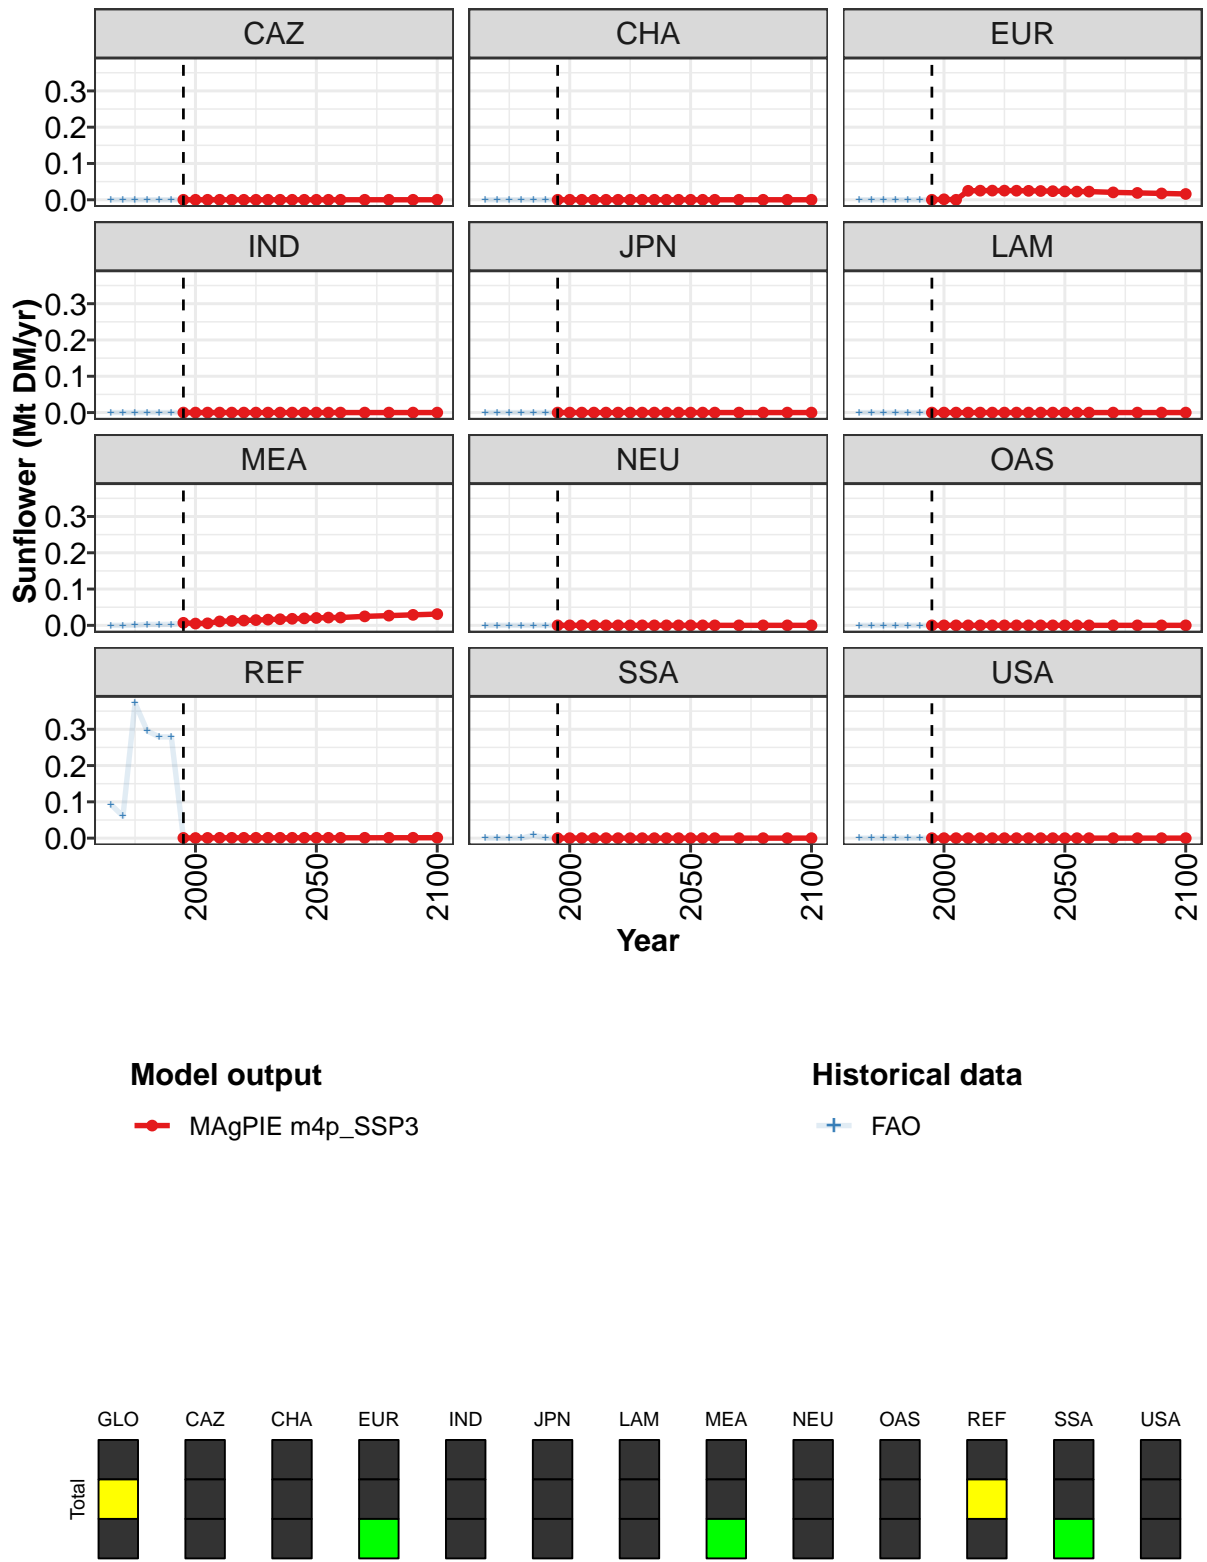 CAZ CHA EUR
0.3
0.2
0.1
0.0
IND JPN LAM
0.3
0.2
0.1
0.0
Sunflower (Mt DM/yr)
MEA NEU OAS
0.3
0.2
0.1
0.0
REF SSA USA
0.3
0.2
0.1
0.0
2000 2050 2100 2000 2050 2100 2000 2050 2100
Year
Model output Historical data
MAgPIE m4p_SSP3 FAO
GLO CAZ CHA EUR IND JPN LAM MEA NEU OAS REF SSA USA
Total